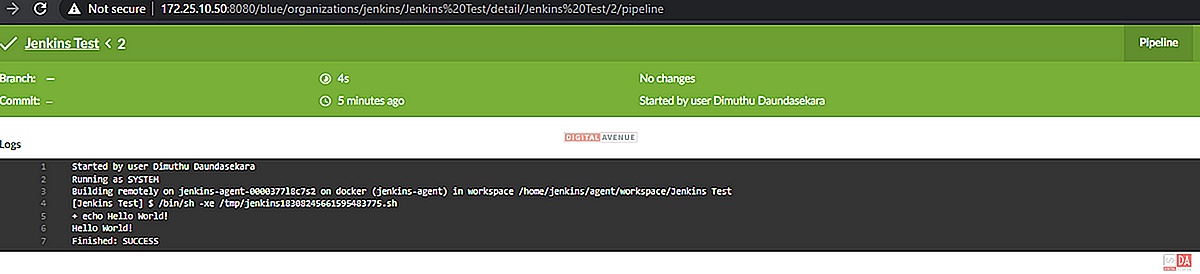 Not secure | 172.25.10.50:8080/blue/organizations/jenkins/Jenkins%20Test/detail/Jenkins%20Test/2/pipeline
Jenkins Test < 2
Pipeline
Branch: —
4s
No changes
Commit: —
5 minutes ago
Started by user Dimuthu Daundasekara
DIGITAL AVENUE
Logs
1 Started by user Dimuthu Daundasekara
2 Running as SYSTEM
3 Building remotely on jenkins-agent-0000377l8c7s2 on docker (jenkins-agent) in workspace /home/jenkins/agent/workspace/Jenkins Test
4 [Jenkins Test] $ /bin/sh -xe /tmp/jenkins18308245661595483775.sh
5 + echo Hello World!
6 Hello World!
7 Finished: SUCCESS
DA